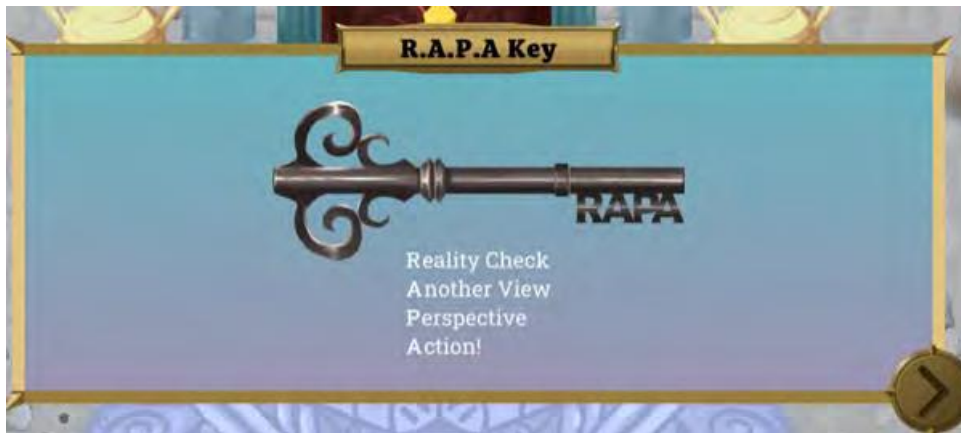 R.A.P.A Key
RAPA
Reality Check
Another View
Perspective
Action!